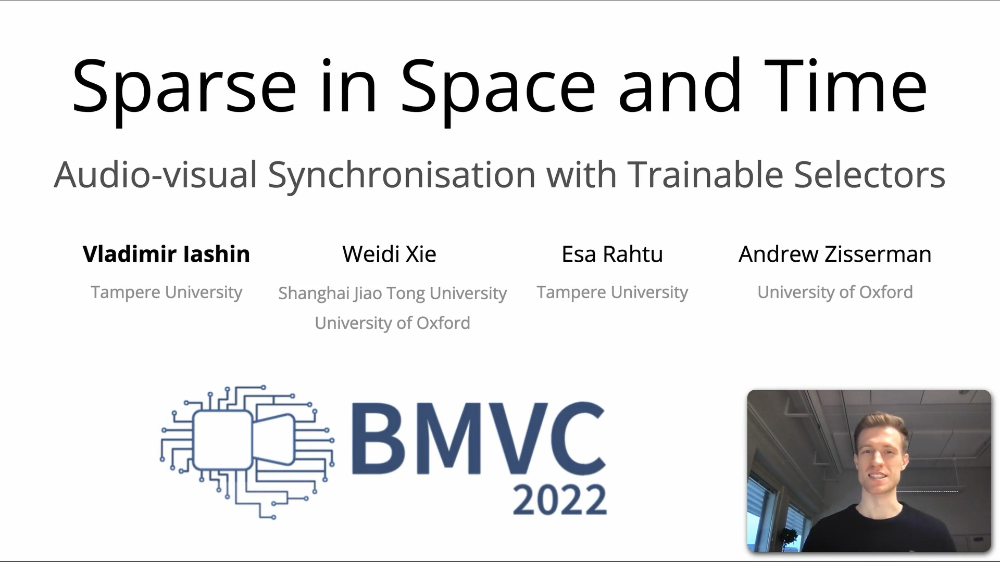 Sparse in Space and Time
Audio-visual Synchronisation with Trainable Selectors
Vladimir Iashin
Tampere University
Weidi Xie
Shanghai Jiao Tong University
University of Oxford
Esa Rahtu
Tampere University
Andrew Zisserman
University of Oxford
BMVC
2022